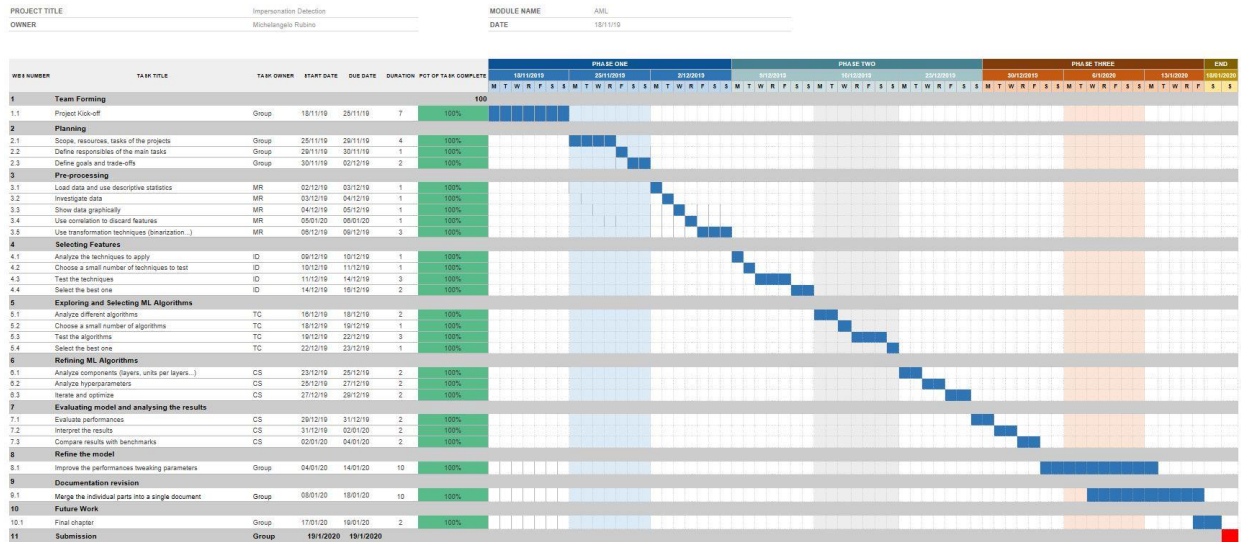 PROJECT TITLE Impersonation Detection MODULE NAME AML
OWNER Michelangelo Rubino DATE 18/11/19
PHASE ONE PHASE TWO PHASE THREE END
WBS NUMBER TASK TITLE TASK OWNER START DATE DUE DATE DURATION PCT OF TASK COMPLETE 18/11/2019 25/11/2019 2/12/2019 9/12/2019 16/12/2019 23/12/2019 30/12/2019 6/1/2020 13/1/2020 18/01/2020
M T W R F S S M T W R F S S M T W R F S S M T W R F S S M T W R F S S M T W R F S S M T W R F S S M T W R F S S M T W R F S S
1 Team Forming 100
1.1 Project Kick-off Group 18/11/19 25/11/19 7 100%
2 Planning
2.1 Scope, resources, tasks of the projects Group 25/11/19 29/11/19 4 100%
2.2 Define responsibles of the main tasks Group 29/11/19 30/11/19 1 100%
2.3 Define goals and trade-offs Group 30/11/19 02/12/19 2 100%
3 Pre-processing
3.1 Load data and use descriptive statistics MR 02/12/19 03/12/19 1 100%
3.2 Investigate data MR 03/12/19 04/12/19 1 100%
3.3 Show data graphically MR 04/12/19 05/12/19 1 100%
3.4 Use correlation to discard features MR 05/01/20 06/01/20 1 100%
3.5 Use transformation techniques (binarization...) MR 06/12/19 09/12/19 3 100%
4 Selecting Features
4.1 Analyze the techniques to apply ID 09/12/19 10/12/19 1 100%
4.2 Choose a small number of techniques to test ID 10/12/19 11/12/19 1 100%
4.3 Test the techniques ID 11/12/19 14/12/19 3 100%
4.4 Select the best one ID 14/12/19 16/12/19 2 100%
5 Exploring and Selecting ML Algorithms
5.1 Analyze different algorithms TC 16/12/19 18/12/19 2 100%
5.2 Choose a small number of algorithms TC 18/12/19 19/12/19 1 100%
5.3 Test the algorithms TC 19/12/19 22/12/19 3 100%
5.4 Select the best one TC 22/12/19 23/12/19 1 100%
6 Refining ML Algorithms
6.1 Analyze components (layers, units per layers...) CS 23/12/19 25/12/19 2 100%
6.2 Analyze hyperparameters CS 25/12/19 27/12/19 2 100%
6.3 Iterate and optimize CS 27/12/19 29/12/19 2 100%
7 Evaluating model and analysing the results
7.1 Evaluate performances CS 29/12/19 31/12/19 2 100%
7.2 Interpret the results CS 31/12/19 02/01/20 2 100%
7.3 Compare results with benchmarks CS 02/01/20 04/01/20 2 100%
8 Refine the model
8.1 Improve the performances tweaking parameters Group 04/01/20 14/01/20 10 100%
9 Documentation revision
9.1 Merge the individual parts into a single document Group 08/01/20 18/01/20 10 100%
10 Future Work
10.1 Final chapter Group 17/01/20 19/01/20 2 100%
11 Submission Group 19/1/2020 19/1/2020